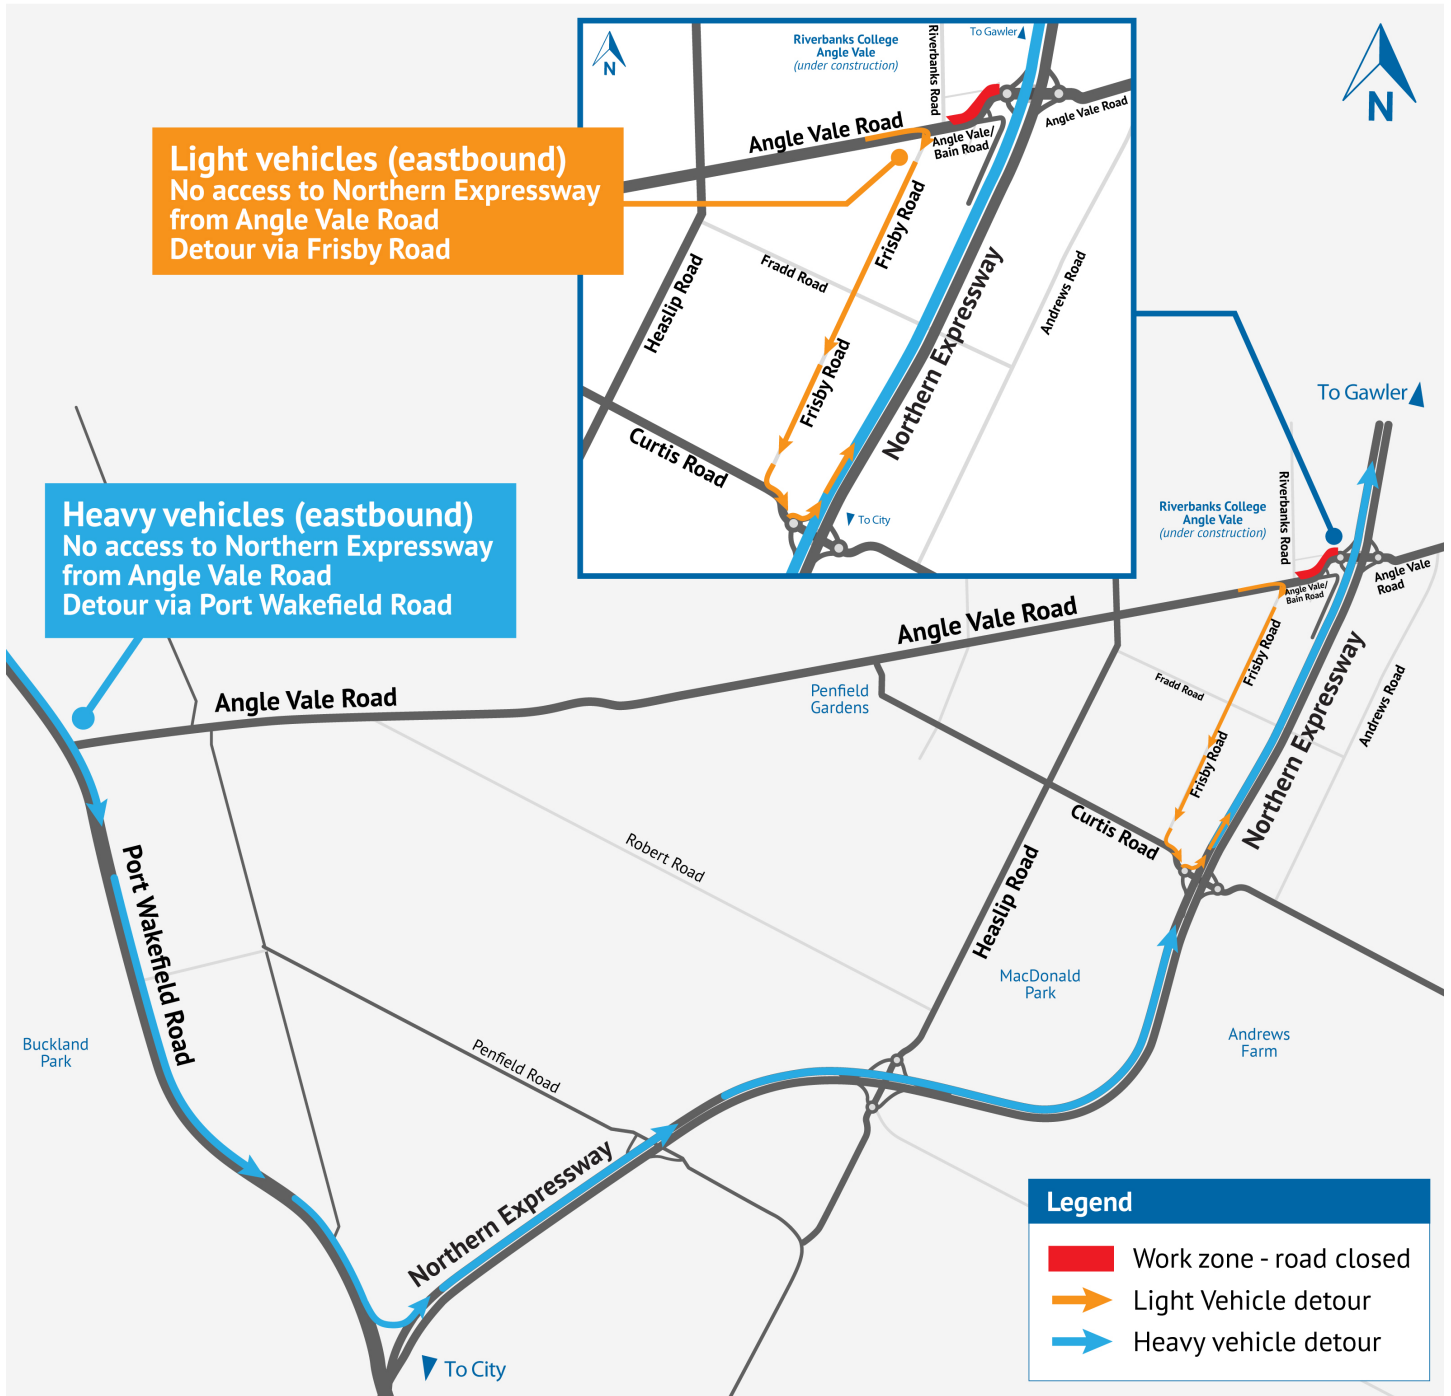 N
Riverbanks College
Angle Vale
(under construction)
Riverbanks Road
To Gawler
Angle Vale Road
Angle Vale/
Bain Road
Angle Vale Road
Frisby Road
Fradd Road
Heaslip Road
Frisby Road
Northern Expressway
Andrews Road
Curtis Road
To City
N
Light vehicles (eastbound)
No access to Northern Expressway
from Angle Vale Road
Detour via Frisby Road
Heavy vehicles (eastbound)
No access to Northern Expressway
from Angle Vale Road
Detour via Port Wakefield Road
To Gawler
Riverbanks College
Angle Vale
(under construction)
Riverbanks Road
Angle Vale
Road
Angle Vale/
Bain Road
Angle Vale Road
Angle Vale Road
Penfield
Gardens
Frisby Road
Fradd Road
Frisby Road
Northern Expressway
Andrews Road
Curtis Road
Robert Road
Heaslip Road
Port Wakefield Road
MacDonald
Park
Andrews
Farm
Buckland
Park
Penfield Road
Northern Expressway
To City
Legend
Work zone - road closed
Light Vehicle detour
Heavy vehicle detour